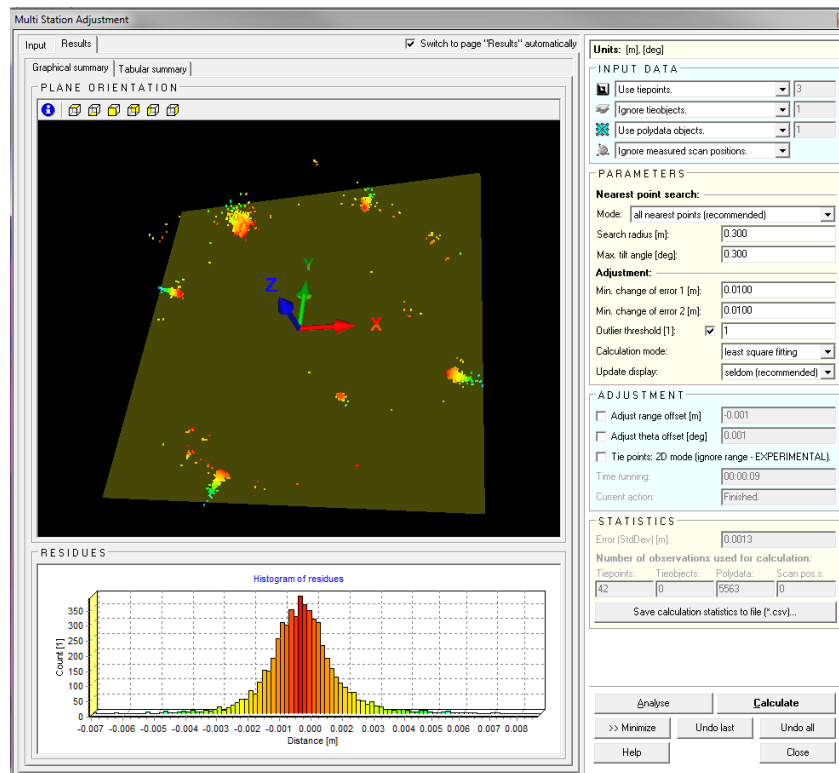 Multi Station Adjustment
Input Results Switch to page "Results" automatically
Graphical summary Tabular summary
PLANE ORIENTATION
Y
Z
X
RESIDUES
Histogram of residues
Count [1]
350
300
250
200
150
100
50
0
-0.007 -0.006 -0.005 -0.004 -0.003 -0.002 -0.001 0.000 0.002 0.003 0.004 0.005 0.006 0.007 0.008
Distance [m]
Units: [m], [deg]
INPUT DATA
Use tiepoints. 3
Ignore tieobjects. 1
Use polydata objects. 1
Ignore measured scan positions.
PARAMETERS
Nearest point search:
Mode: all nearest points (recommended)
Search radius [m]: 0.300
Max. tilt angle [deg]: 0.300
Adjustment:
Min. change of error 1 [m]: 0.0100
Min. change of error 2 [m]: 0.0100
Outlier threshold [1]: 1
Calculation mode: least square fitting
Update display: seldom (recommended)
ADJUSTMENT
Adjust range offset [m] -0.001
Adjust theta offset [deg] 0.001
Tie points: 2D mode (ignore range - EXPERIMENTAL).
Time running: 00:00:09
Current action: Finished.
STATISTICS
Error (StdDev) [m]: 0.0013
Number of observations used for calculation:
Tiepoints: Tieobjects: Polydata: Scan pos.s:
42 0 5563 0
Save calculation statistics to file (*.csv)...
Analyse Calculate
>> Minimize Undo last Undo all
Help Close